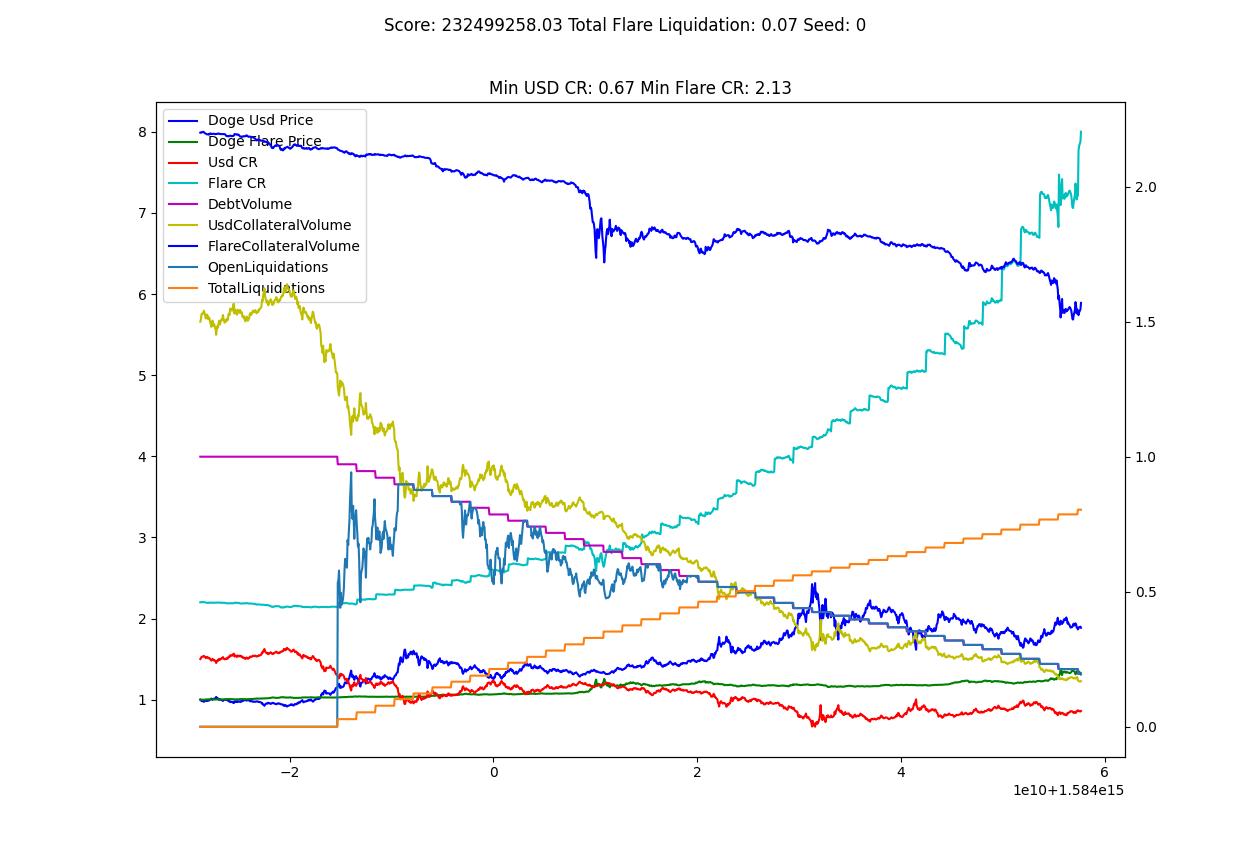 Score: 232499258.03 Total Flare Liquidation: 0.07 Seed: 0
Min USD CR: 0.67 Min Flare CR: 2.13
Doge Usd Price
Doge Flare Price
Usd CR
Flare CR
DebtVolume
UsdCollateralVolume
FlareCollateralVolume
OpenLiquidations
TotalLiquidations
8
7
6
5
4
3
2
1
2.0
1.5
1.0
0.5
0.0
−2
0
2
4
6
1e10+1.584e15